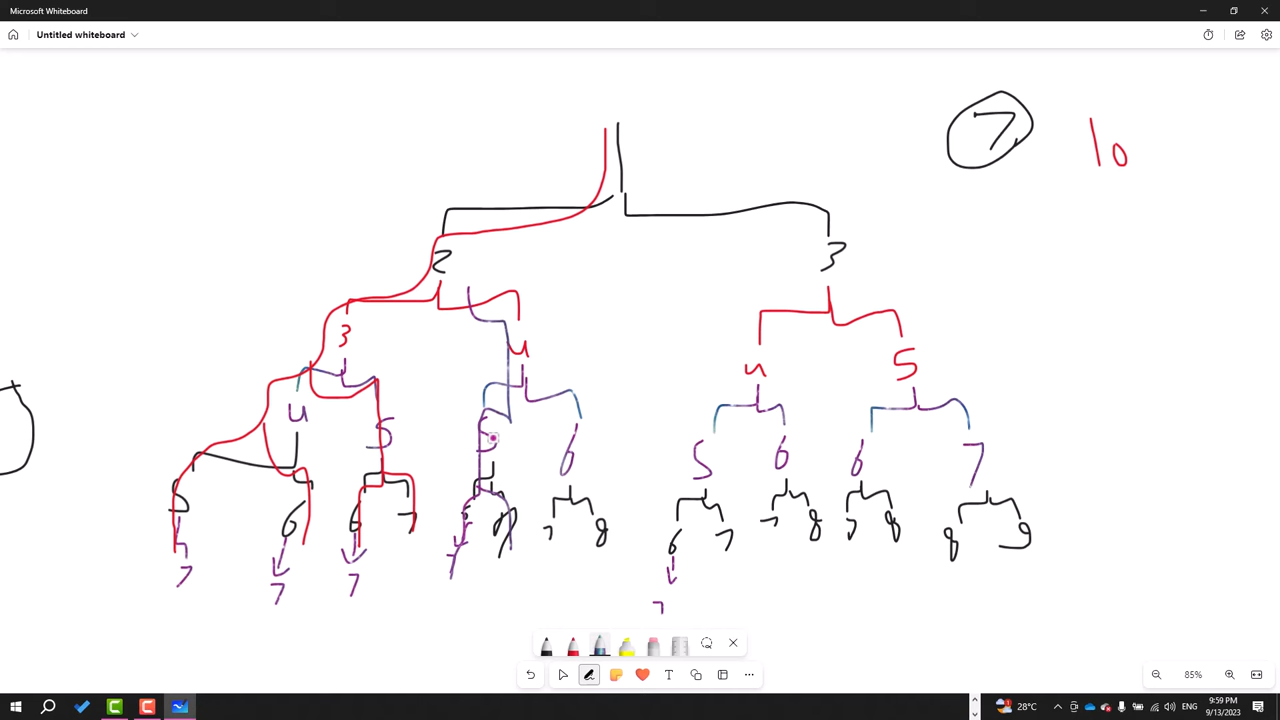 Microsoft Whiteboard
Untitled whiteboard
7 10
2 3
3 4 4 5
4 5 5 6 5 6 6 7
6 6 7 7 8 6 7 7 8 7 8 8 9
7 7 7 7 7
85%
28°C ENG 9:59 PM
9/13/2023